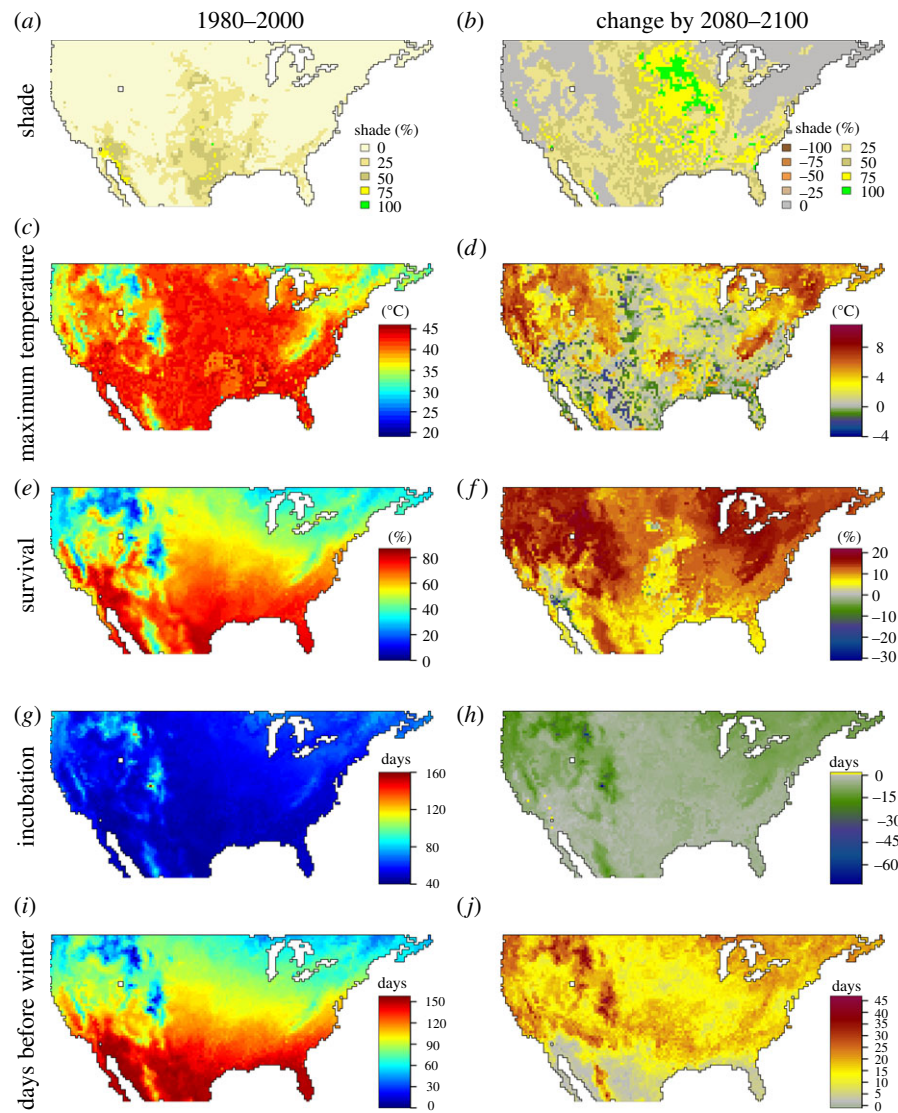 (a) 1980–2000
(b) change by 2080–2100
shade
shade (%)
0
25
50
75
100
shade (%)
–100 25
–75 50
–50 75
–25 100
0
(c)
maximum temperature
(°C)
45
40
35
30
25
20
(d)
(°C)
8
4
0
–4
(e)
survival
(%)
80
60
40
20
0
(f)
(%)
20
10
0
–10
–20
–30
(g)
incubation
days
160
120
80
40
(h)
days
0
–15
–30
–45
–60
(i)
days before winter
days
150
120
90
60
30
0
(j)
days
45
40
35
30
25
20
15
10
5
0